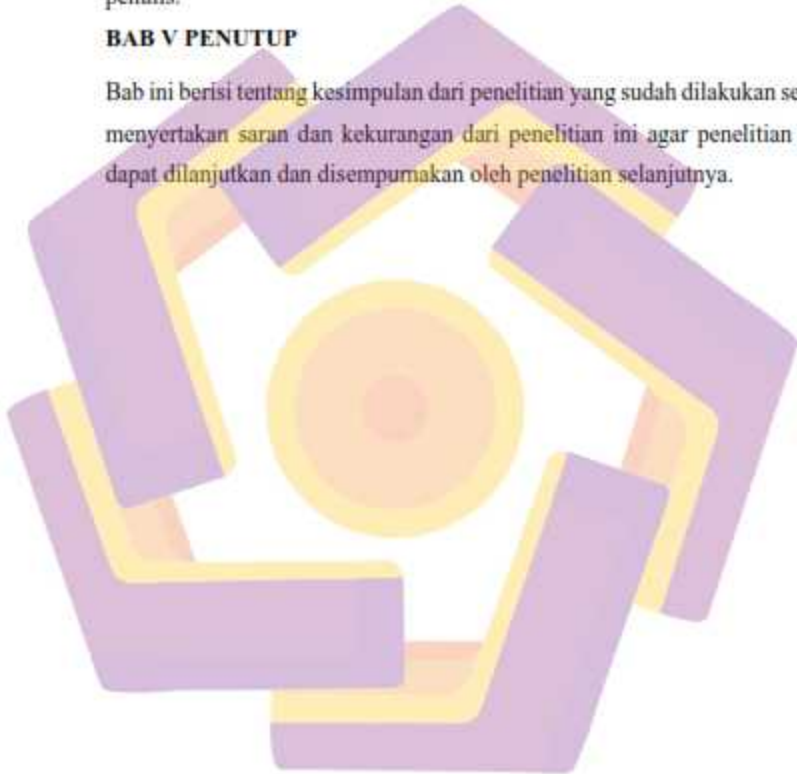 penulis.
BAB V PENUTUP
Bab ini berisi tentang kesimpulan dari penelitian yang sudah dilakukan
menyertakan saran dan kekurangan dari penelitian ini agar penelitian
dapat dilanjutkan dan disempurnakan oleh penelitian selanjutnya.